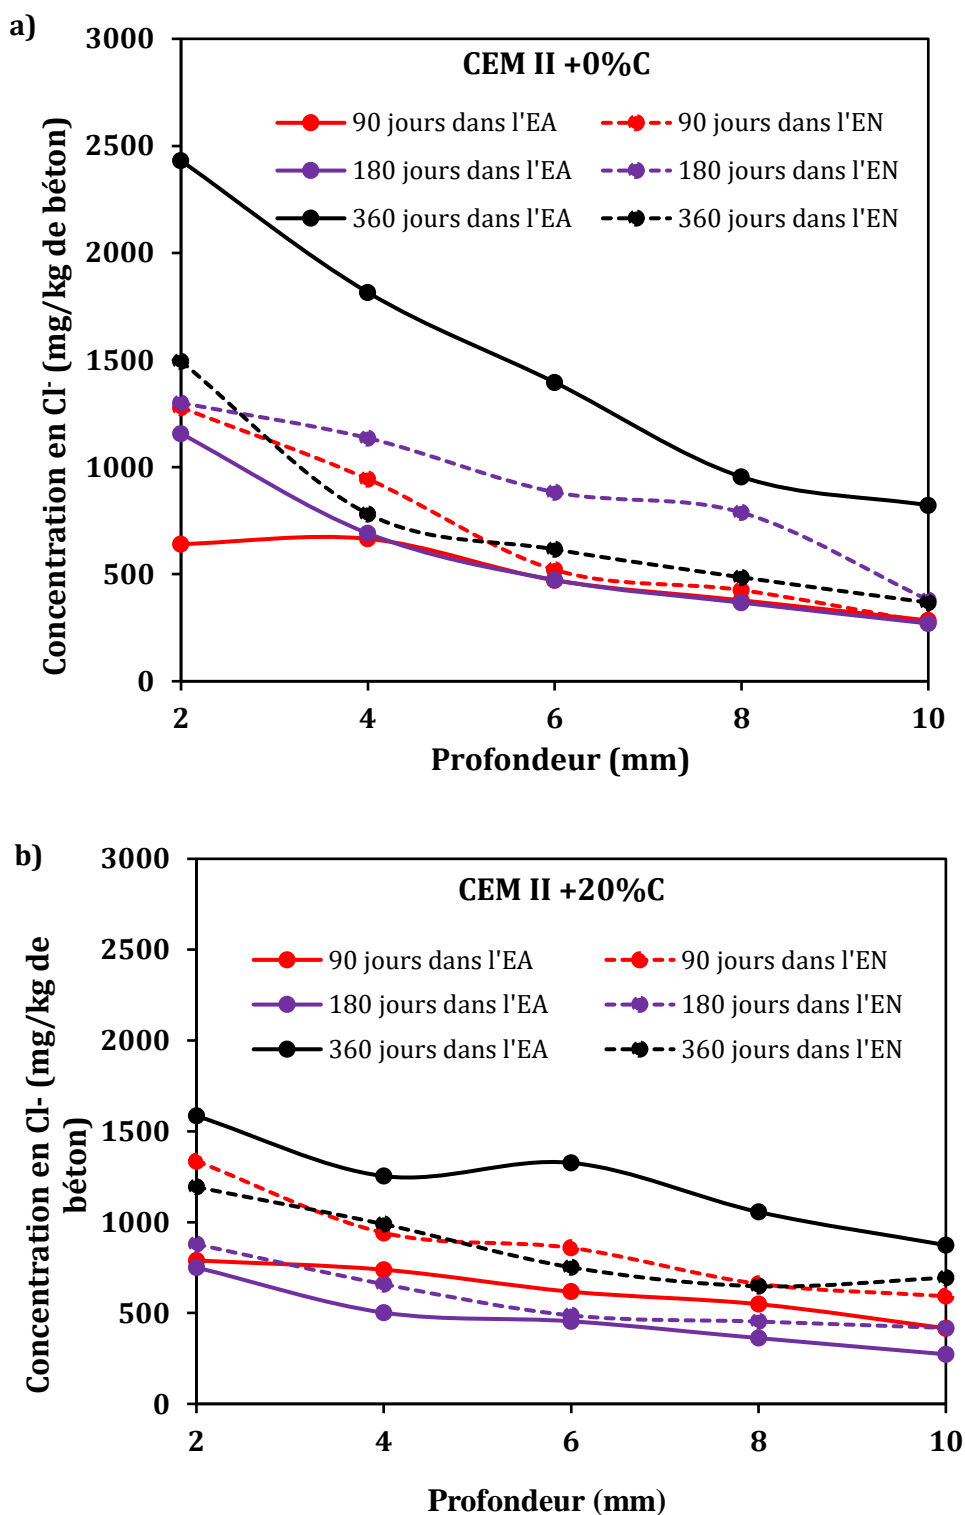 a)
CEM II +0%C
90 jours dans l'EA
90 jours dans l'EN
180 jours dans l'EA
180 jours dans l'EN
360 jours dans l'EA
360 jours dans l'EN
Concentration en Cl⁻ (mg/kg de béton)
3000
2500
2000
1500
1000
500
0
2 4 6 8 10
Profondeur (mm)
b)
CEM II +20%C
90 jours dans l'EA
90 jours dans l'EN
180 jours dans l'EA
180 jours dans l'EN
360 jours dans l'EA
360 jours dans l'EN
Concentration en Cl- (mg/kg de
béton)
3000
2500
2000
1500
1000
500
0
2 4 6 8 10
Profondeur (mm)